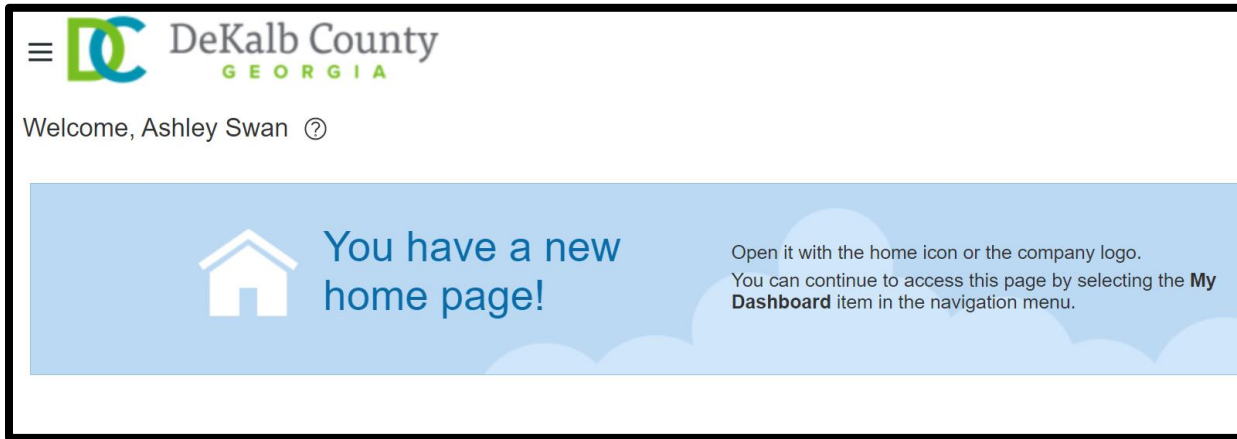 DC DeKalb County
GEORGIA
Welcome, Ashley Swan ?
You have a new
home page!
Open it with the home icon or the company logo.
You can continue to access this page by selecting the My
Dashboard item in the navigation menu.